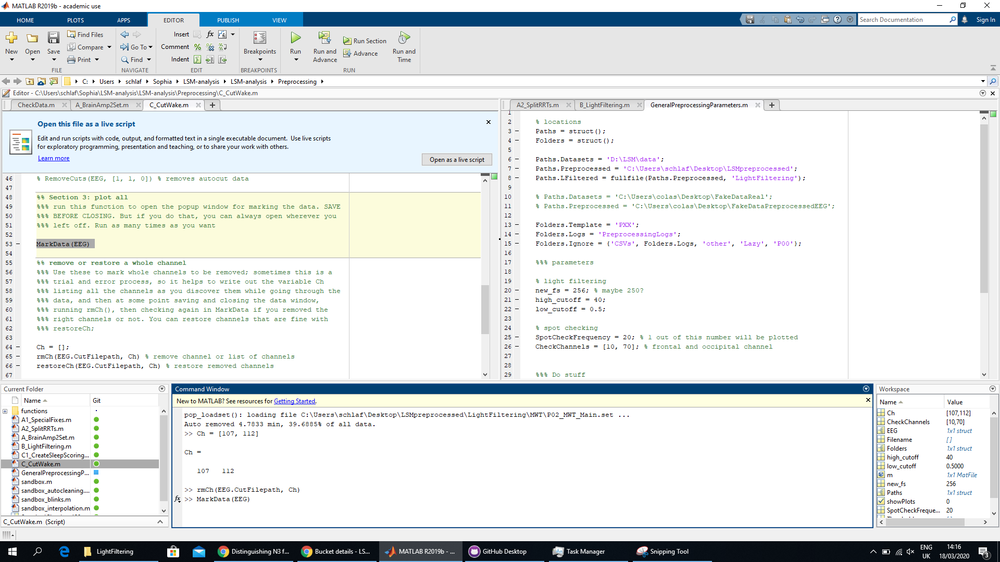 MATLAB R2019b - academic use
HOME PLOTS APPS EDITOR PUBLISH VIEW
Search Documentation
Sign In
New
Open
Save
Find Files
Compare
Print
FILE
Go To
Find
NAVIGATE
Insert
Comment
Indent
EDIT
Breakpoints
BREAKPOINTS
Run
Run and Advance
Run Section
Advance
Run and Time
RUN
C: Users schlaf Sophia LSM-analysis LSM-analysis Preprocessing
Editor - C:\Users\schlaf\Sophia\LSM-analysis\LSM-analysis\Preprocessing\C_CutWake.m
CheckData.m A_BrainAmp2Set.m C_CutWake.m
Open this file as a live script
Edit and run scripts with code, output, and formatted text in a single executable document. Use live scripts
for exploratory programming, presentation and teaching, or to share your work with others.
Learn more
Open as a live script
46 % RemoveCuts(EEG, [1, 1, 0]) % removes autocut data
47
48 %% Section 3: plot all
49 %%% run this function to open the popup window for marking the data. SAVE
50 %%% BEFORE CLOSING. But if you do that, you can always open wherever you
51 %%% left off. Run as many times as you want
52
53 MarkData(EEG)
54
55 %% remove or restore a whole channel
56 %%% Use these to mark whole channels to be removed; sometimes this is a
57 %%% trial and error process, so it helps to write out the variable Ch
58 %%% listing all the channels as you discover them while going through the
59 %%% data, and then at some point saving and closing the data window,
60 %%% running rmCh(), then checking again in MarkData if you removed the
61 %%% right channels or not. You can restore channels that are fine with
62 %%% restoreCh;
63
64 Ch = [];
65 rmCh(EEG.CutFilepath, Ch) % remove channel or list of channels
66 restoreCh(EEG.CutFilepath, Ch) % restore removed channels
67
A2_SplitRRTs.m B_LightFiltering.m GeneralPreprocessingParameters.m
1
2 % locations
3 Paths = struct();
4 Folders = struct();
5
6 Paths.Datasets = 'D:\LSM\data';
7 Paths.Preprocessed = 'C:\Users\schlaf\Desktop\LSMpreprocessed';
8 Paths.LFiltered = fullfile(Paths.Preprocessed, 'LightFiltering');
9
10 % Paths.Datasets = 'C:\Users\colas\Desktop\FakeDataReal';
11 % Paths.Preprocessed = 'C:\Users\colas\Desktop\FakeDataPreprocessedEEG';
12
13 Folders.Template = 'PXX';
14 Folders.Logs = 'PreprocessingLogs';
15 Folders.Ignore = {'CSVs', Folders.Logs, 'other', 'Lazy', 'P00'};
16
17 %%% parameters
18
19 % light filtering
20 new_fs = 256; % maybe 250?
21 high_cutoff = 40;
22 low_cutoff = 0.5;
23
24 % spot checking
25 SpotCheckFrequency = 20; % 1 out of this number will be plotted
26 CheckChannels = [10, 70]; % frontal and occipital channel
27
28
29 %%% Do stuff
Current Folder
Name Git
functions
A1_SpecialFixes.m
A2_SplitRRTs.m
A_BrainAmp2Set.m
B_LightFiltering.m
C1_CreateSleepScoring...
C_CutWake.m
GeneralPreprocessingP...
sandbox.m
sandbox_autocleaning....
sandbox_blinks.m
sandbox_interpolation.m
C_CutWake.m (Script)
Command Window
New to MATLAB? See resources for Getting Started.
pop_loadset(): loading file C:\Users\schlaf\Desktop\LSMpreprocessed\LightFiltering\MWT\P02_MWT_Main.set ...
Auto removed 4.7833 min, 39.6885% of all data.
>> Ch = [107, 112]
Ch =
107 112
>> rmCh(EEG.CutFilepath, Ch)
fx >> MarkData(EEG)
Workspace
Name Value
Ch [107,112]
CheckChannels [10,70]
EEG 1x1 struct
Filename []
Folders 1x1 struct
high_cutoff 40
low_cutoff 0.5000
m 1x1 MatFile
new_fs 256
Paths 1x1 struct
showPlots 0
SpotCheckFreque... 20
LightFiltering
Distinguishing N3 f...
Bucket details - LS...
MATLAB R2019b - ...
GitHub Desktop
Task Manager
Snipping Tool
ENG
UK
14:16
18/03/2020
3